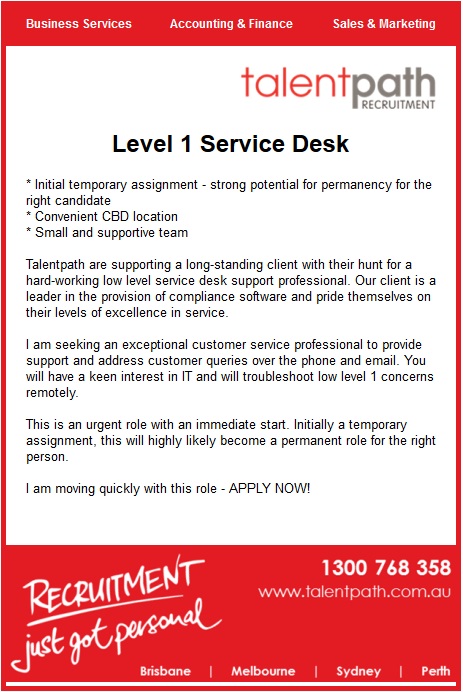 Business Services Accounting & Finance Sales & Marketing
talentpath
RECRUITMENT
Level 1 Service Desk
* Initial temporary assignment - strong potential for permanency for the
right candidate
* Convenient CBD location
* Small and supportive team
Talentpath are supporting a long-standing client with their hunt for a
hard-working low level service desk support professional. Our client is a
leader in the provision of compliance software and pride themselves on
their levels of excellence in service.
I am seeking an exceptional customer service professional to provide
support and address customer queries over the phone and email. You
will have a keen interest in IT and will troubleshoot low level 1 concerns
remotely.
This is an urgent role with an immediate start. Initially a temporary
assignment, this will highly likely become a permanent role for the right
person.
I am moving quickly with this role - APPLY NOW!
1300 768 358
www.talentpath.com.au
RECRUITMENT
just got personal
Brisbane | Melbourne | Sydney | Perth